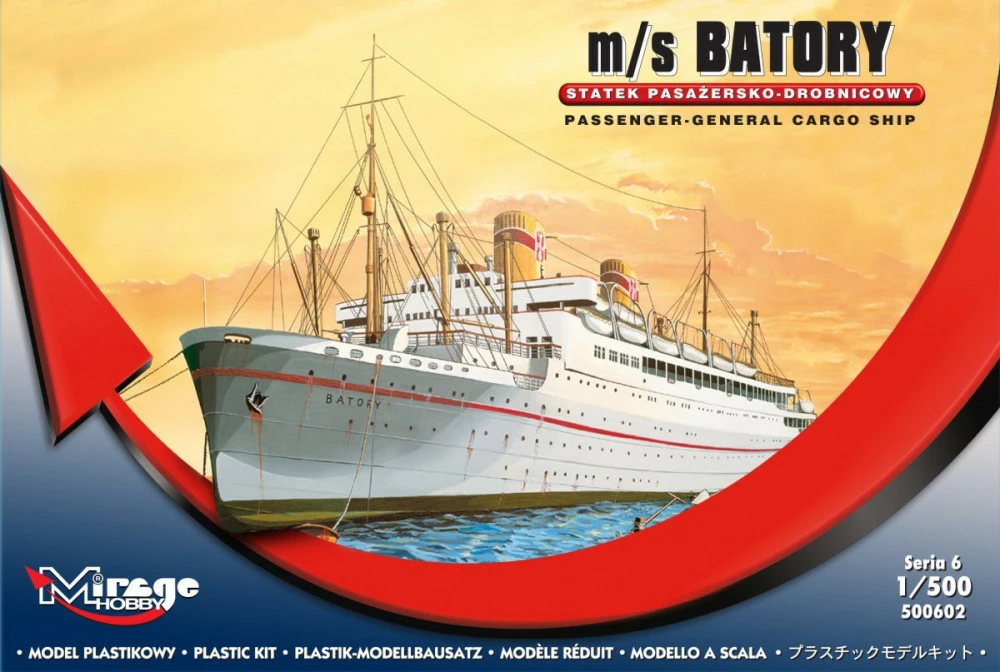 m/s BATORY
STATEK PASAŻERSKO-DROBNICOWY
PASSENGER-GENERAL CARGO SHIP
BATORY
Mirage®
HOBBY
Seria 6
1/500
500602
• MODEL PLASTIKOWY • PLASTIC KIT • PLASTIK-MODELLBAUSATZ • MODÈLE RÉDUIT • MODELLO A SCALA • プラスチックモデルキット •